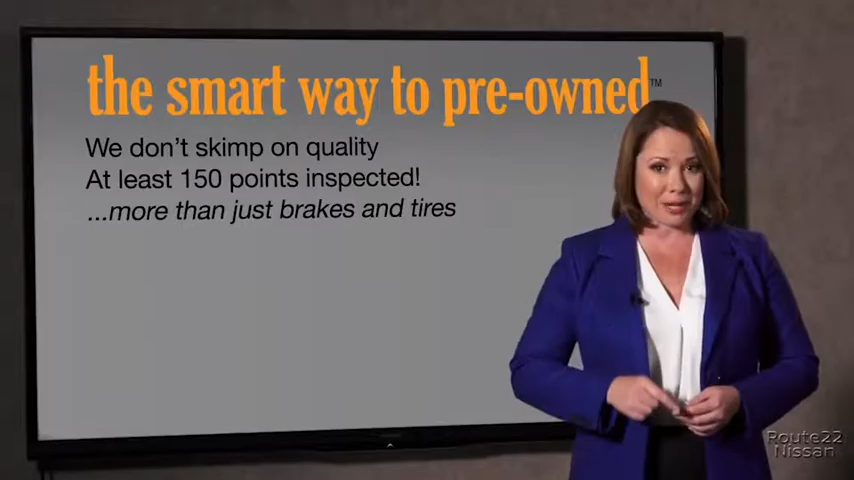 the smart way to pre-owned™
We don't skimp on quality
At least 150 points inspected!
...more than just brakes and tires
Route22
Nissan